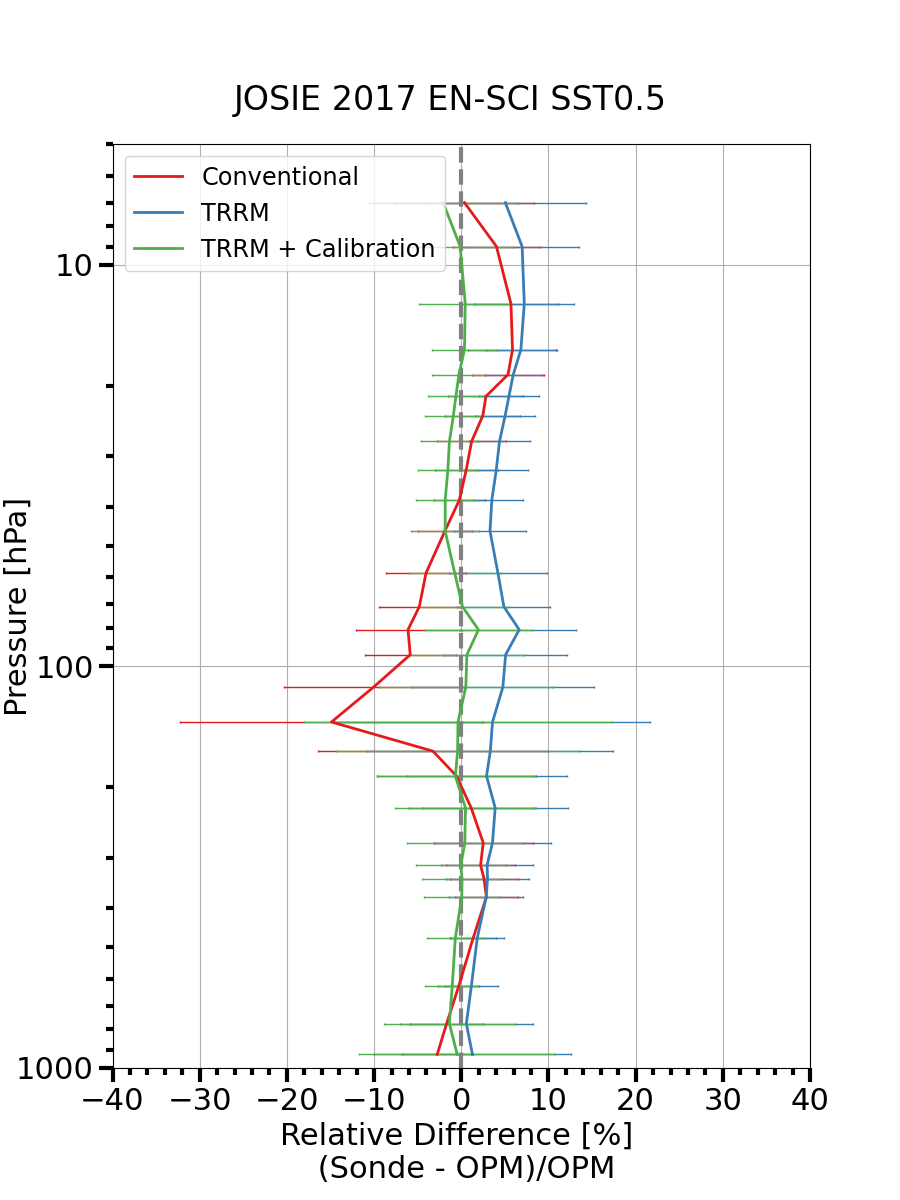 JOSIE 2017 EN-SCI SST0.5
Conventional
TRRM
TRRM + Calibration
10
100
1000
Pressure [hPa]
−40 −30 −20 −10 0 10 20 30 40
Relative Difference [%]
(Sonde - OPM)/OPM